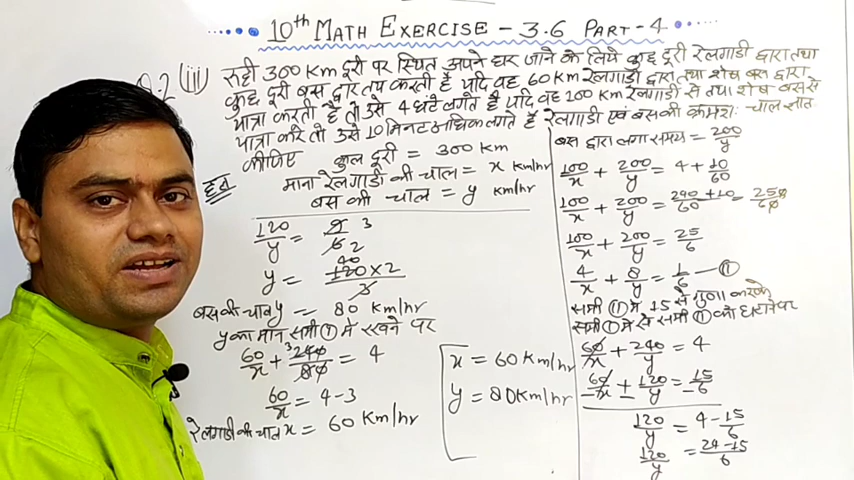 10th MATH EXERCISE - 3.6 PART - 4
Q.2 (iii) रूही 300 Km दूरी पर स्थित अपने घर जाने के लिये कुछ दूरी रेलगाडी द्वारा तथा
कुछ दूरी बस द्वारा तय करती है यदि वह 60 Km रेलगाडी द्वारा तथा शेष बस द्वारा
यात्रा करती है तो उसे 4 घंटे लगते है यदि वह 100 Km रेलगाडी से तथा शेष बस से
यात्रा करे तो उसे 10 मिनट अधिक लगते है रेलगाडी एवं बस की क्रमशः चाल ज्ञात
कीजिए कुल दूरी = 300 Km
हल माना रेलगाडी की चाल = x Km/hr
बस की चाल = y Km/hr
120/y = 9 3 / 6 2
y = 40 120 × 2 / 3
बस की चाल y = 80 Km/hr
y का मान समी ① मे रखने पर
60/x + 3 240/80 = 4
60/x = 4 - 3
रेलगाडी की चाल x = 60 Km/hr
x = 60 Km/hr
y = 80 Km/hr
बस द्वारा लगा समय = 200/y
100/x + 200/y = 4 + 10/60
100/x + 200/y = 240 + 10/60 = 250/60
100/x + 200/y = 25/6
4/x + 8/y = 1/6 — ⑪
समी ⑪ मे 15 से गुणा करके
समी ① मे से समी ⑪ को घटाने पर
60/x + 240/y = 4
60/x + 120/y = 15/6
- - -
120/y = 4 - 15/6
120/y = 24 - 15/6